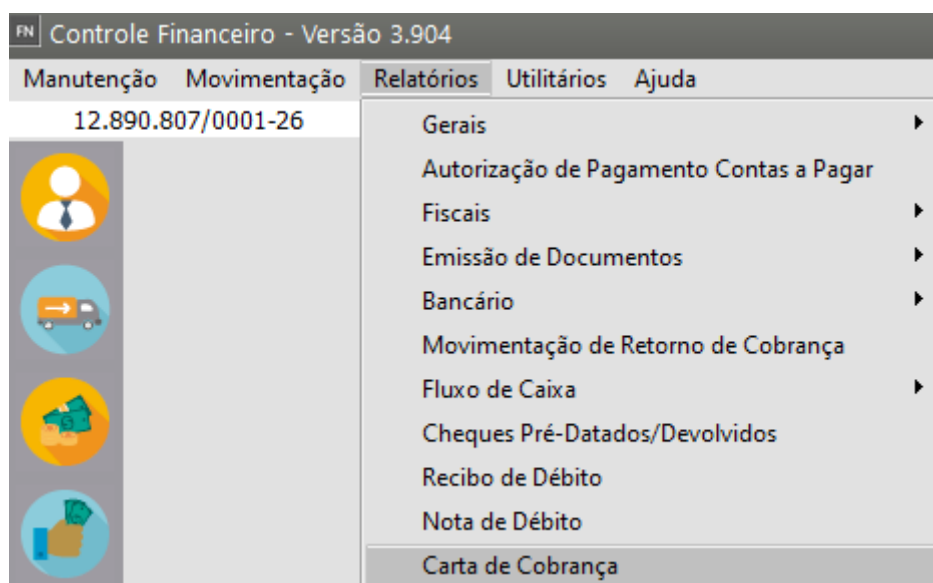 FN Controle Financeiro - Versão 3.904
Manutenção Movimentação Relatórios Utilitários Ajuda
12.890.807/0001-26
Gerais
Autorização de Pagamento Contas a Pagar
Fiscais
Emissão de Documentos
Bancário
Movimentação de Retorno de Cobrança
Fluxo de Caixa
Cheques Pré-Datados/Devolvidos
Recibo de Débito
Nota de Débito
Carta de Cobrança